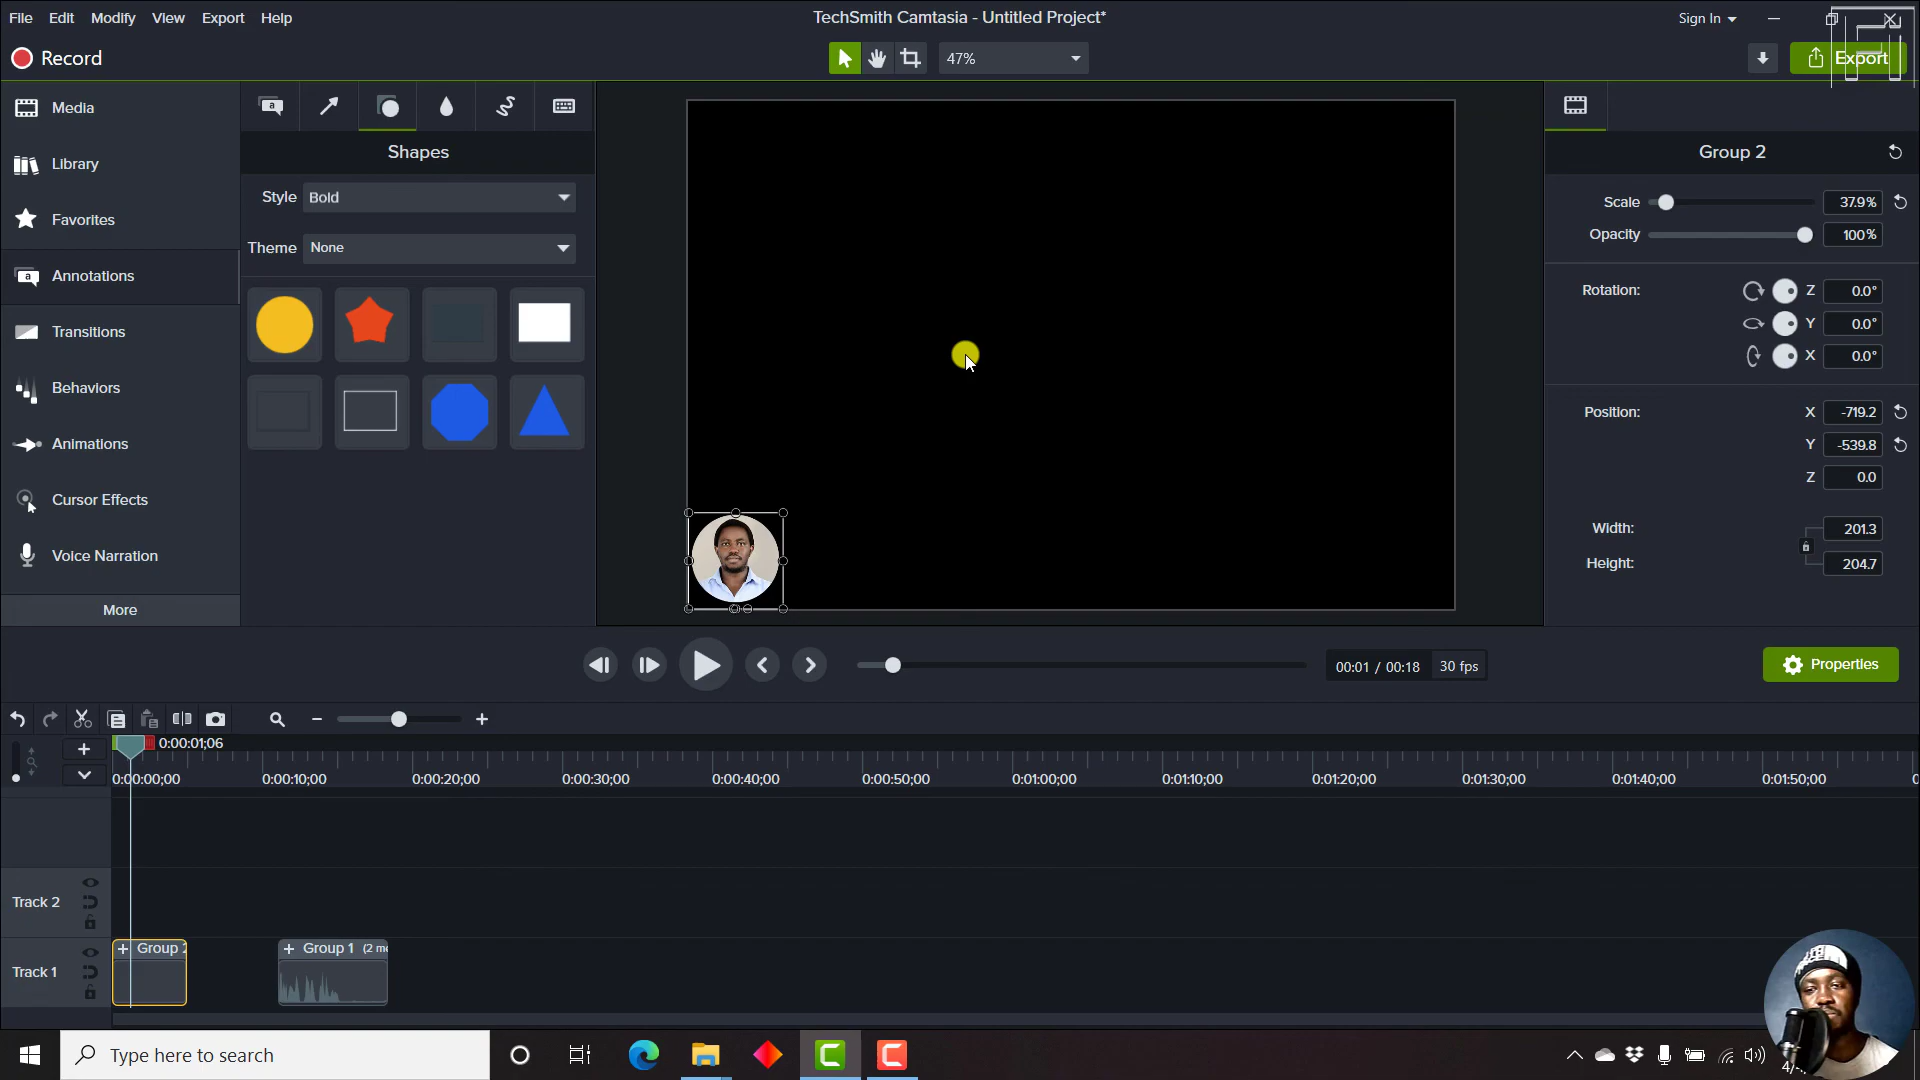 File Edit Modify View Export Help
TechSmith Camtasia - Untitled Project*
Sign In
Record
47%
Export
Media
Library
Favorites
Annotations
Transitions
Behaviors
Animations
Cursor Effects
Voice Narration
More
a
Shapes
Style Bold
Theme None
Group 2
Scale 37.9%
Opacity 100%
Rotation: Z 0.0°
Y 0.0°
X 0.0°
Position: X -719.2
Y -539.8
Z 0.0
Width: 201.3
Height: 204.7
00:01 / 00:18 30 fps
Properties
0:00:01;06
0:00:00;00 0:00:10;00 0:00:20;00 0:00:30;00 0:00:40;00 0:00:50;00 0:01:00;00 0:01:10;00 0:01:20;00 0:01:30;00 0:01:40;00 0:01:50;00
Track 2
Track 1
+ Group 2
+ Group 1 (2 me
Type here to search